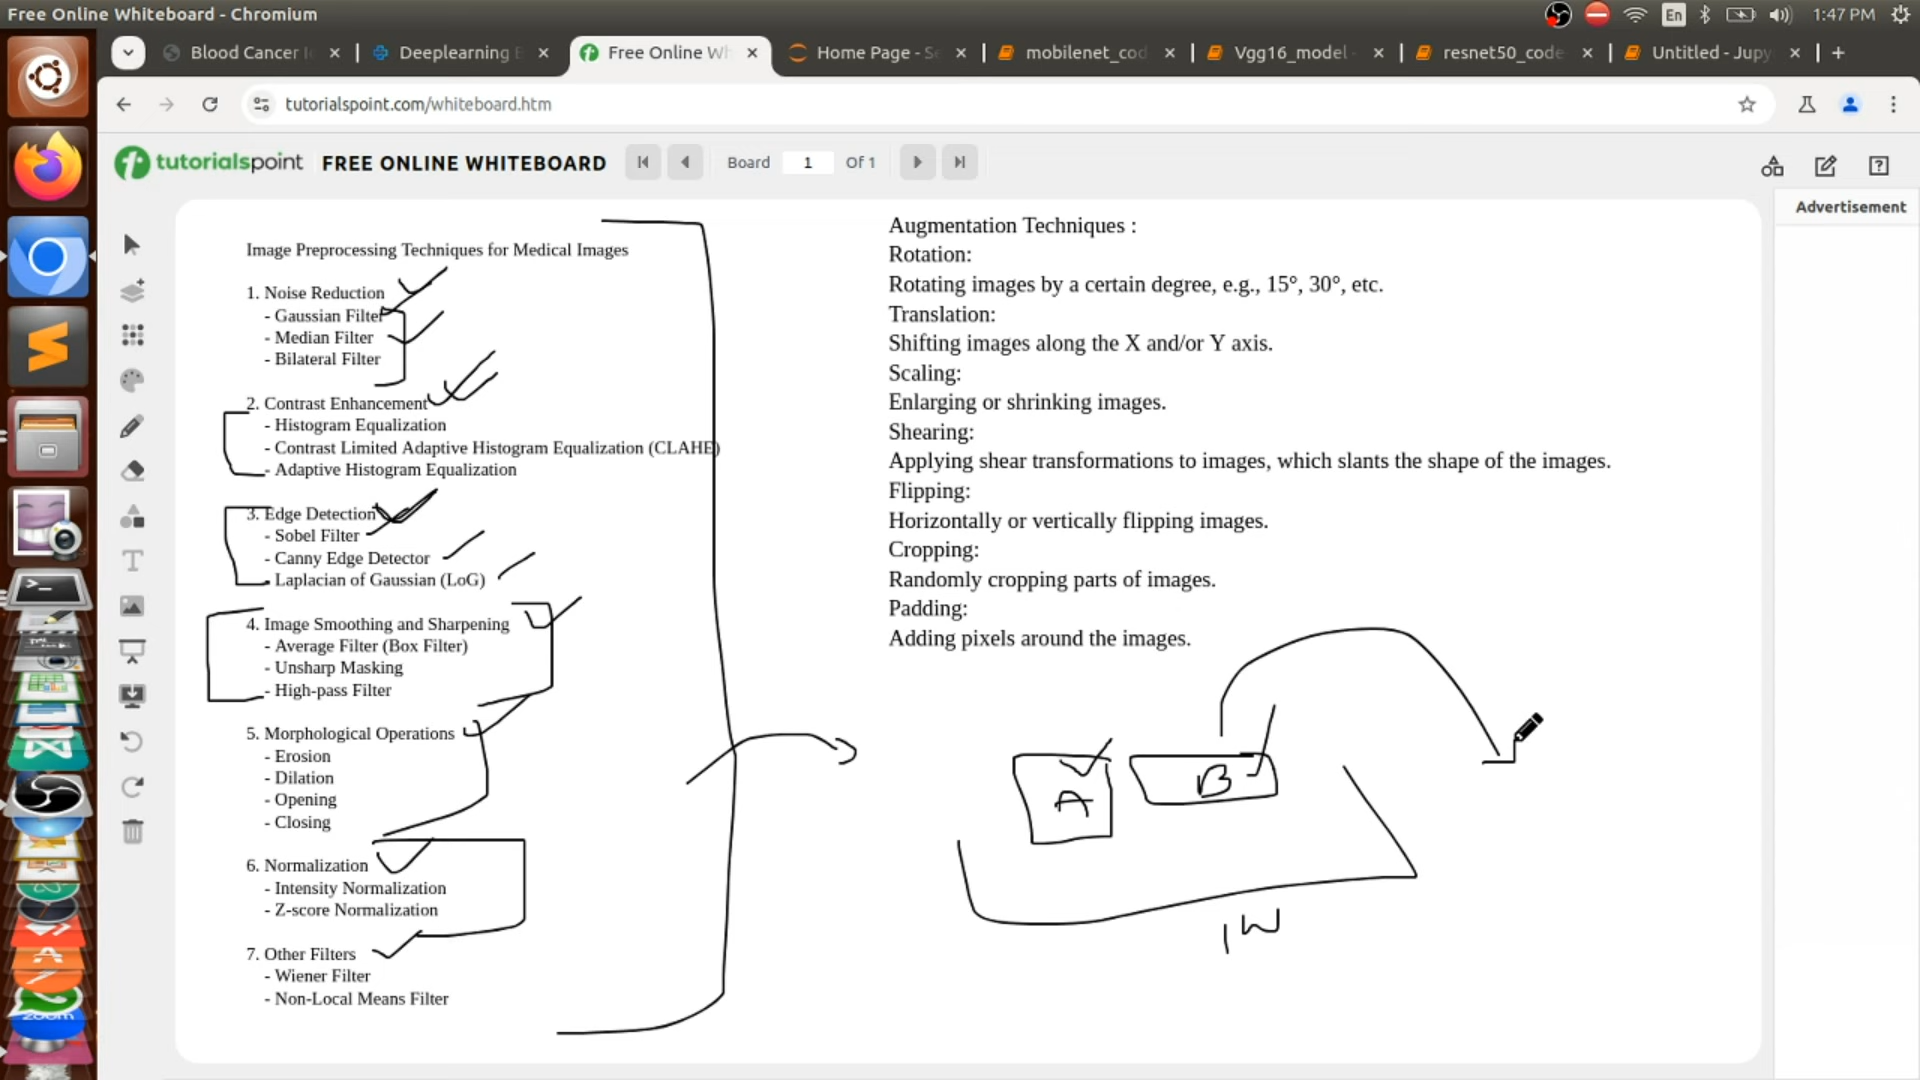 Free Online Whiteboard - Chromium
En
1:47 PM
Blood Cancer
Deeplearning
Free Online Wh
Home Page - Se
mobilenet_cod
Vgg16_model -
resnet50_code
Untitled - Jupy
tutorialspoint.com/whiteboard.htm
tutorialspoint
FREE ONLINE WHITEBOARD
Board 1 Of 1
Advertisement
Image Preprocessing Techniques for Medical Images
1. Noise Reduction
- Gaussian Filter
- Median Filter
- Bilateral Filter
2. Contrast Enhancement
- Histogram Equalization
- Contrast Limited Adaptive Histogram Equalization (CLAHE)
- Adaptive Histogram Equalization
3. Edge Detection
- Sobel Filter
- Canny Edge Detector
- Laplacian of Gaussian (LoG)
4. Image Smoothing and Sharpening
- Average Filter (Box Filter)
- Unsharp Masking
- High-pass Filter
5. Morphological Operations
- Erosion
- Dilation
- Opening
- Closing
6. Normalization
- Intensity Normalization
- Z-score Normalization
7. Other Filters
- Wiener Filter
- Non-Local Means Filter
Augmentation Techniques :
Rotation:
Rotating images by a certain degree, e.g., 15°, 30°, etc.
Translation:
Shifting images along the X and/or Y axis.
Scaling:
Enlarging or shrinking images.
Shearing:
Applying shear transformations to images, which slants the shape of the images.
Flipping:
Horizontally or vertically flipping images.
Cropping:
Randomly cropping parts of images.
Padding:
Adding pixels around the images.
A
B
1W
zoom